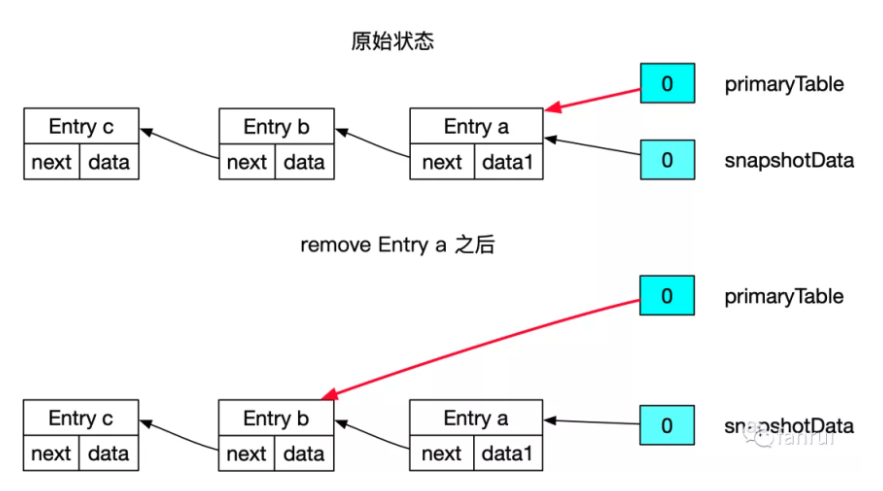 原始状态
0 primaryTable
Entry c Entry b Entry a
next data next data next data1
0 snapshotData
remove Entry a 之后
0 primaryTable
Entry c Entry b Entry a
next data next data next data1
0 snapshotData
fanrui